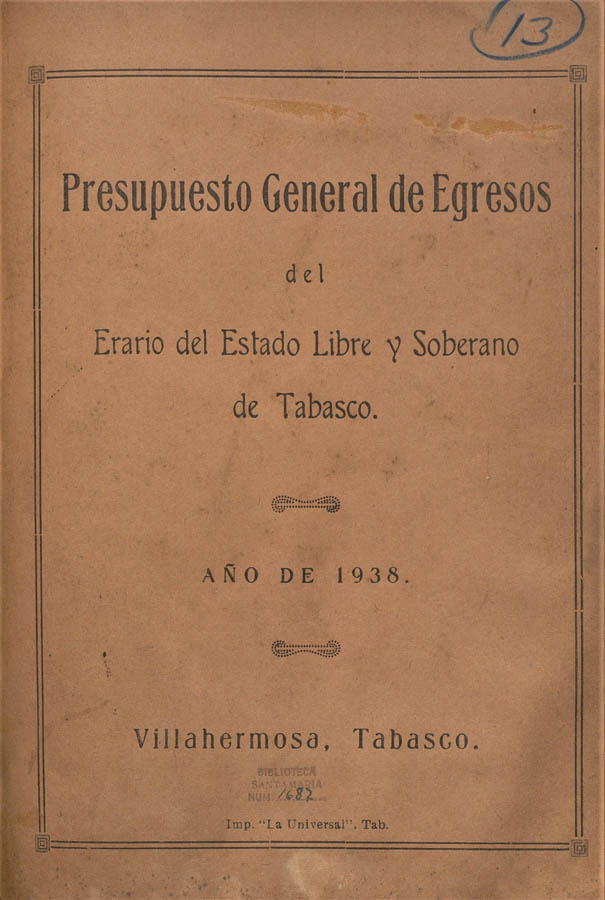 13
Presupuesto General de Egresos
del
Erario del Estado Libre y Soberano
de Tabasco.
AÑO DE 1938.
Villahermosa, Tabasco.
BIBLIOTECA
SANTAMARIA
NUM. 1687
Imp. "La Universal". Tab.